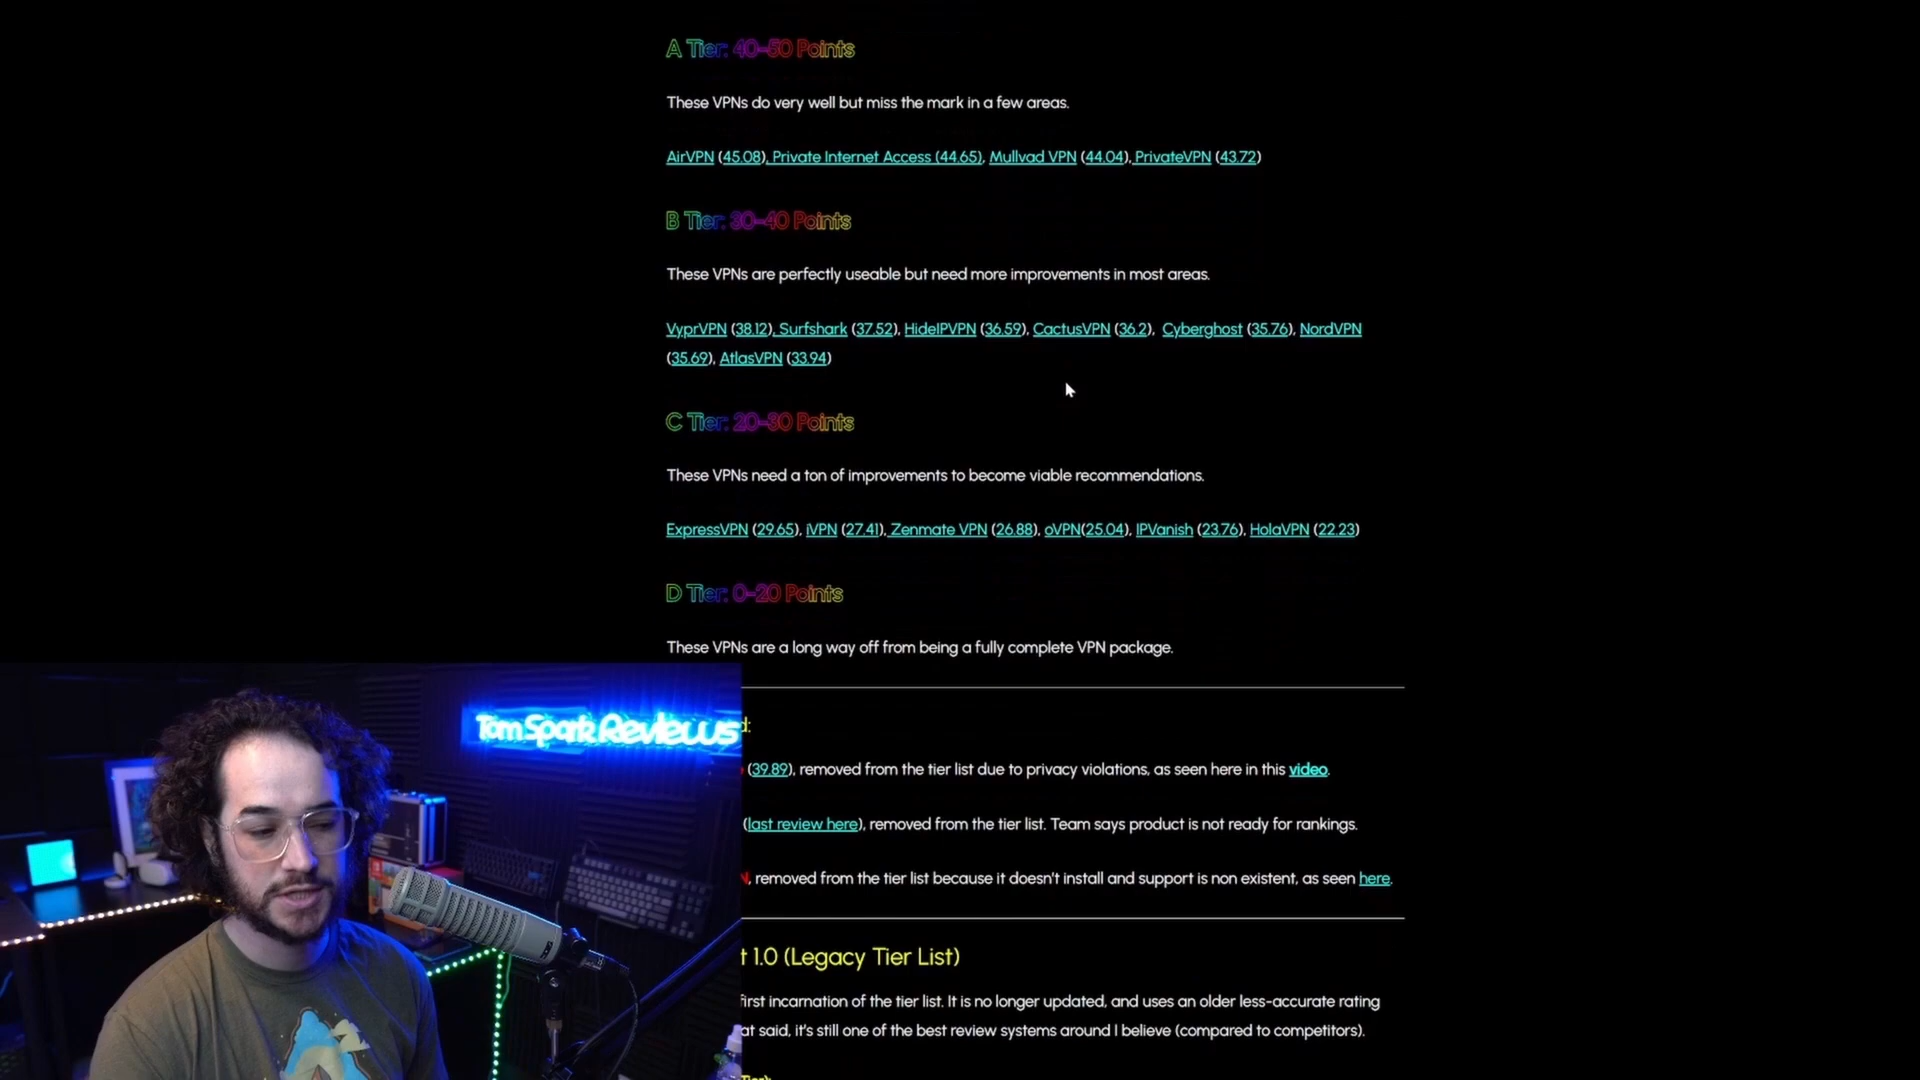 A Tier: 40-50 Points
These VPNs do very well but miss the mark in a few areas.
AirVPN (45.08), Private Internet Access (44.65), Mullvad VPN (44.04), PrivateVPN (43.72)
B Tier: 30-40 Points
These VPNs are perfectly useable but need more improvements in most areas.
VyprVPN (38.12), Surfshark (37.52), HideIPVPN (36.59), CactusVPN (36.2), Cyberghost (35.76), NordVPN
(35.69), AtlasVPN (33.94)
C Tier: 20-30 Points
These VPNs need a ton of improvements to become viable recommendations.
ExpressVPN (29.65), iVPN (27.41), Zenmate VPN (26.88), oVPN(25.04), IPVanish (23.76), HolaVPN (22.23)
D Tier: 0-20 Points
These VPNs are a long way off from being a fully complete VPN package.
Tom Spark Reviews
d:
(39.89), removed from the tier list due to privacy violations, as seen here in this video.
(last review here), removed from the tier list. Team says product is not ready for rankings.
N, removed from the tier list because it doesn't install and support is non existent, as seen here.
t 1.0 (Legacy Tier List)
first incarnation of the tier list. It is no longer updated, and uses an older less-accurate rating
at said, it's still one of the best review systems around I believe (compared to competitors).